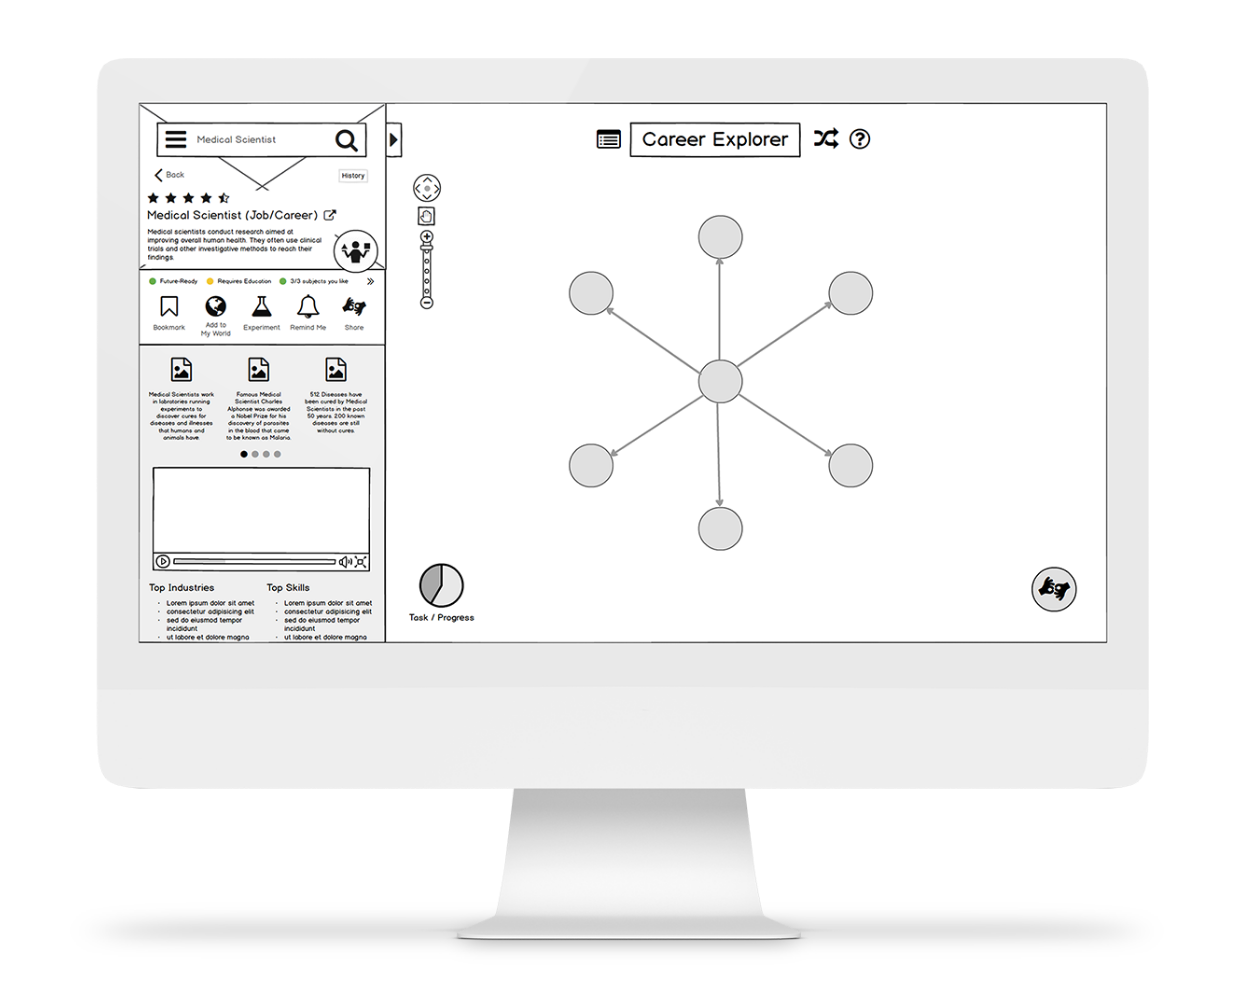 Medical Scientist
Career Explorer
Back
History
Medical Scientist (Job/Career)
Medical scientists conduct research aimed at
improving overall human health. They often use clinical
trials and other investigative methods to reach their
findings.
Future-Ready
Requires Education
3/3 subjects you like
Bookmark
Add to
My World
Experiment
Remind Me
Share
Medical Scientists work
in labratories running
experiments to
discover cures for
diseases and illnesses
that humans and
animals have.
Famous Medical
Scientist Charles
Alphonse was awarded
a Nobel Prize for his
discovery of parasites
in the blood that came
to be known as Malaria.
512 Diseases have
been cured by Medical
Scientists in the past
50 years. 200 known
diseases are still
without cures.
Top Industries
Lorem ipsum dolor sit amet
consectetur adipisicing elit
sed do eiusmod tempor
incididunt
ut labore et dolore magna
Top Skills
Lorem ipsum dolor sit amet
consectetur adipisicing elit
sed do eiusmod tempor
incididunt
ut labore et dolore magna
Task / Progress